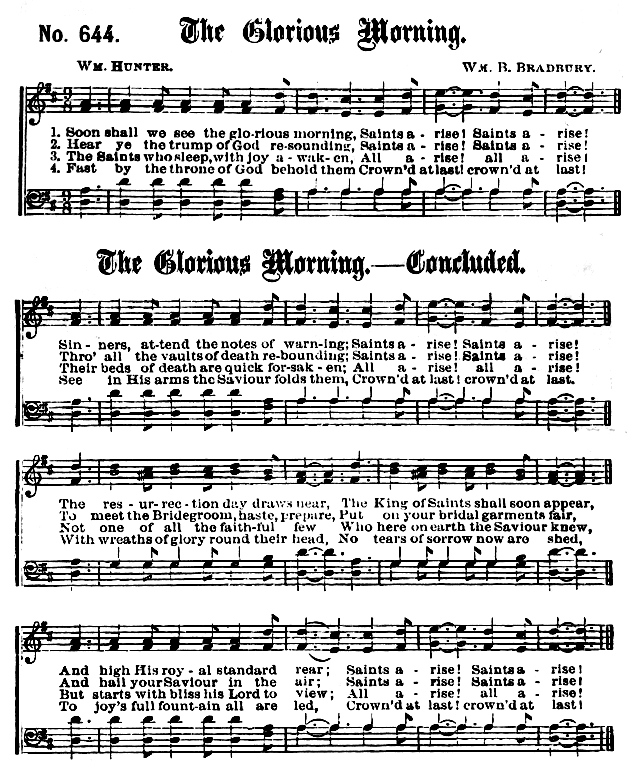 No. 644. The Glorious Morning.
WM. HUNTER. WM. B. BRADBURY.
1. Soon shall we see the glo-rious morning, Saints a - rise! Saints a - rise!
2. Hear ye the trump of God re-sounding, Saints a - rise! Saints a - rise!
3. The Saints who sleep, with joy a - wak - en, All a - rise! all a - rise!
4. Fast by the throne of God behold them Crown'd at last! crown'd at last!
The Glorious Morning.—Concluded.
Sin - ners, at-tend the notes of warn-ing; Saints a - rise! Saints a - rise!
Thro' all the vaults of death re-bounding; Saints a - rise! Saints a - rise!
Their beds of death are quick for-sak - en; All a - rise! all a - rise!
See in His arms the Saviour folds them, Crown'd at last! crown'd at last.
The res - ur - rec - tion day draws near, The King of Saints shall soon appear,
To meet the Bridegroom, haste, prepare, Put on your bridal garments fair,
Not one of all the faith-ful few Who here on earth the Saviour knew,
With wreaths of glory round their head, No tears of sorrow now are shed,
And high His roy - al standard rear; Saints a - rise! Saints a - rise!
And hail your Saviour in the air; Saints a - rise! Saints a - rise!
But starts with bliss his Lord to view; All a - rise! all a - rise!
To joy's full fount-ain all are led, Crown'd at last! crown'd at last!